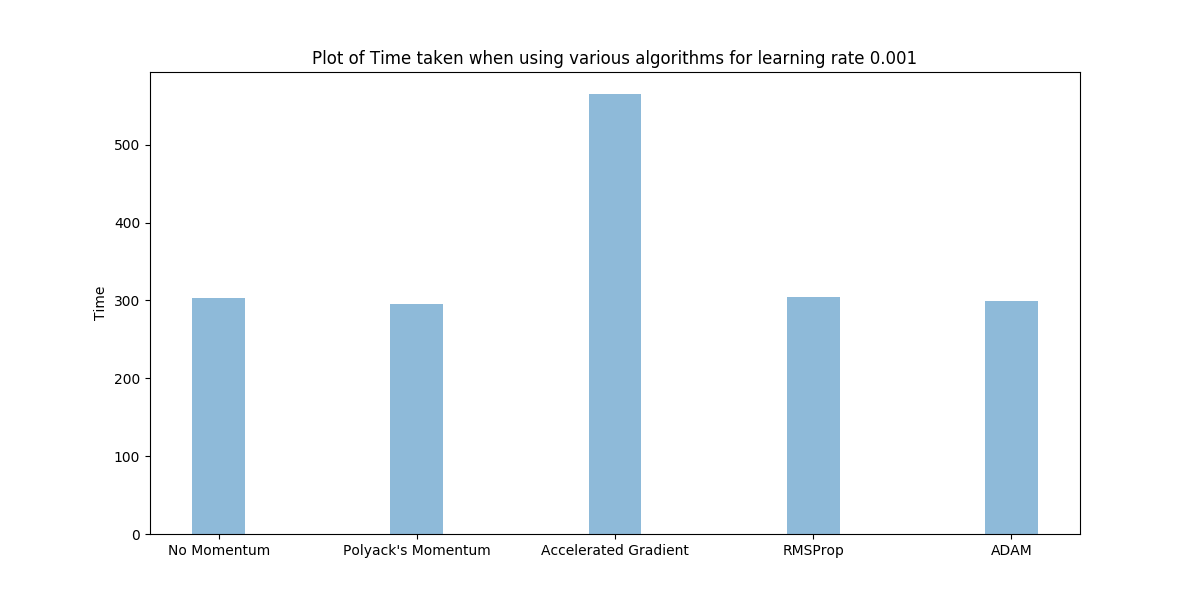 Plot of Time taken when using various algorithms for learning rate 0.001
Time
500
400
300
200
100
0
No Momentum
Polyack's Momentum
Accelerated Gradient
RMSProp
ADAM